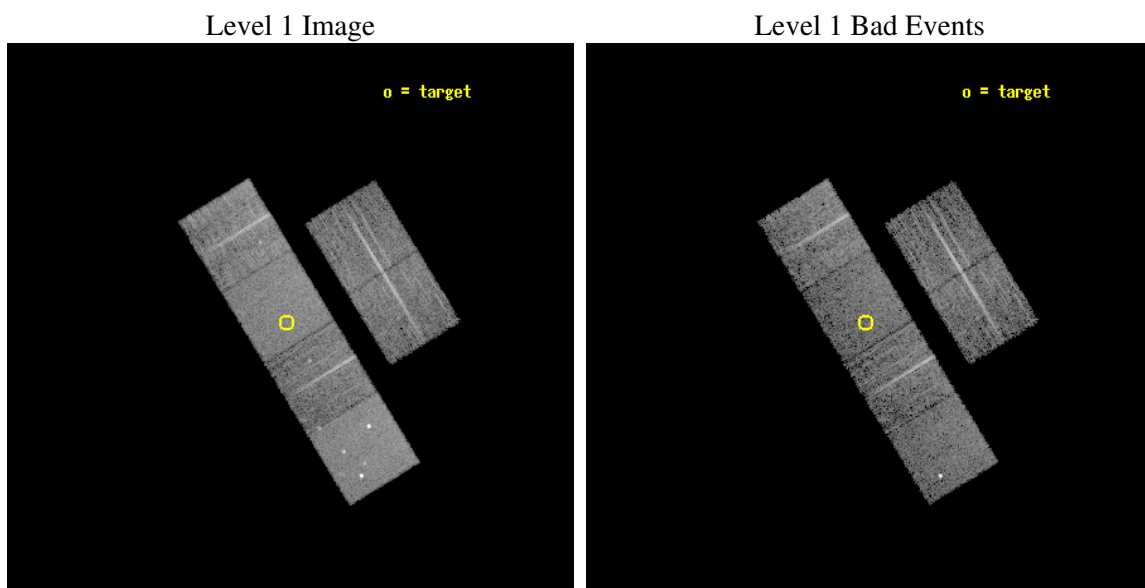 Level 1 Image
Level 1 Bad Events
o = target
o = target